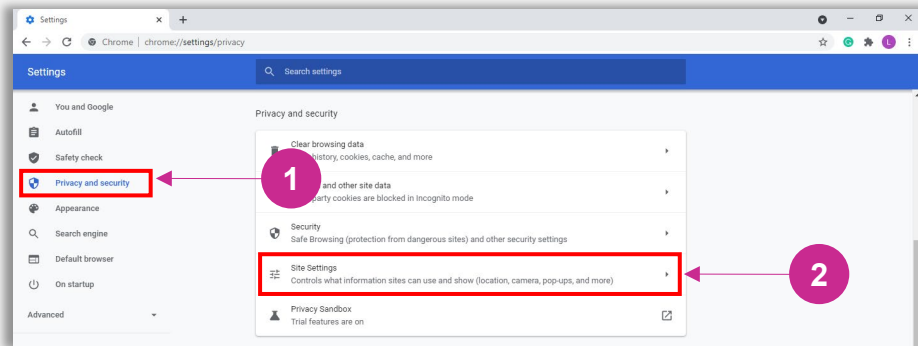 Settings
Chrome | chrome://settings/privacy
L
Settings
Search settings
You and Google
Autofill
Safety check
Privacy and security
Appearance
Search engine
Default browser
On startup
Advanced
Privacy and security
Clear browsing data
history, cookies, cache, and more
and other site data
party cookies are blocked in Incognito mode
Security
Safe Browsing (protection from dangerous sites) and other security settings
Site Settings
Controls what information sites can use and show (location, camera, pop-ups, and more)
Privacy Sandbox
Trial features are on
1
2